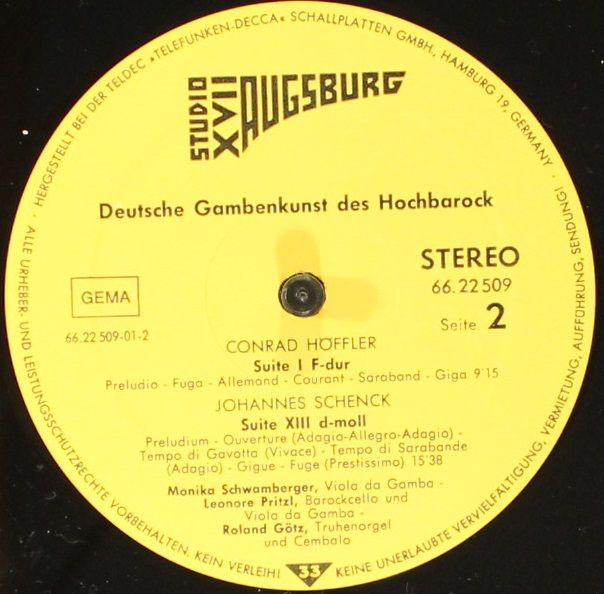 STUDIO XVII AUGSBURG
Deutsche Gambenkunst des Hochbarock
STEREO
66.22 509
Seite 2
GEMA
66.22 509-01-2
CONRAD HÖFFLER
Suite I F-dur
Preludio - Fuga - Allemand - Courant - Saraband - Giga 9'15
JOHANNES SCHENCK
Suite XIII d-moll
Preludium - Ouverture (Adagio-Allegro-Adagio) -
Tempo di Gavotta (Vivace) - Tempo di Sarabande
(Adagio) - Gigue - Fuge (Prestissimo) 15'38
Monika Schwamberger, Viola da Gamba -
Leonore Pritzl, Barockcello und
Viola da Gamba -
Roland Götz, Truhenorgel
und Cembalo
33
· HERGESTELLT BEI DER TELDEC »TELEFUNKEN-DECCA« SCHALLPLATTEN GMBH, HAMBURG 19, GERMANY ·
· ALLE URHEBER- UND LEISTUNGSSCHUTZRECHTE VORBEHALTEN. KEIN VERLEIH! KEINE UNERLAUBTE VERVIELFÄLTIGUNG, VERMIETUNG, AUFFÜHRUNG, SENDUNG!